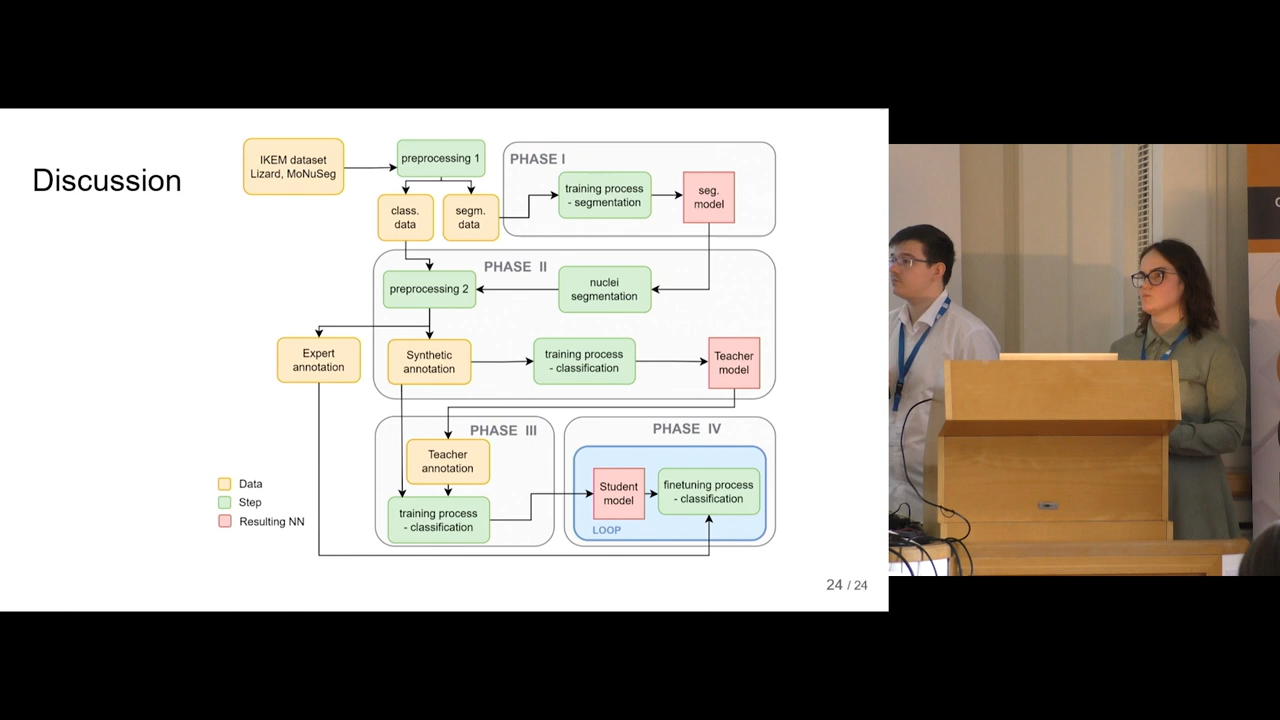 Discussion
IKEM dataset
Lizard, MoNuSeg
preprocessing 1
class.
data
segm.
data
PHASE I
training process
- segmentation
seg.
model
PHASE II
preprocessing 2
nuclei
segmentation
Expert
annotation
Synthetic
annotation
training process
- classification
Teacher
model
PHASE III
Teacher
annotation
training process
- classification
PHASE IV
Student
model
finetuning process
- classification
LOOP
Data
Step
Resulting NN
24 / 24